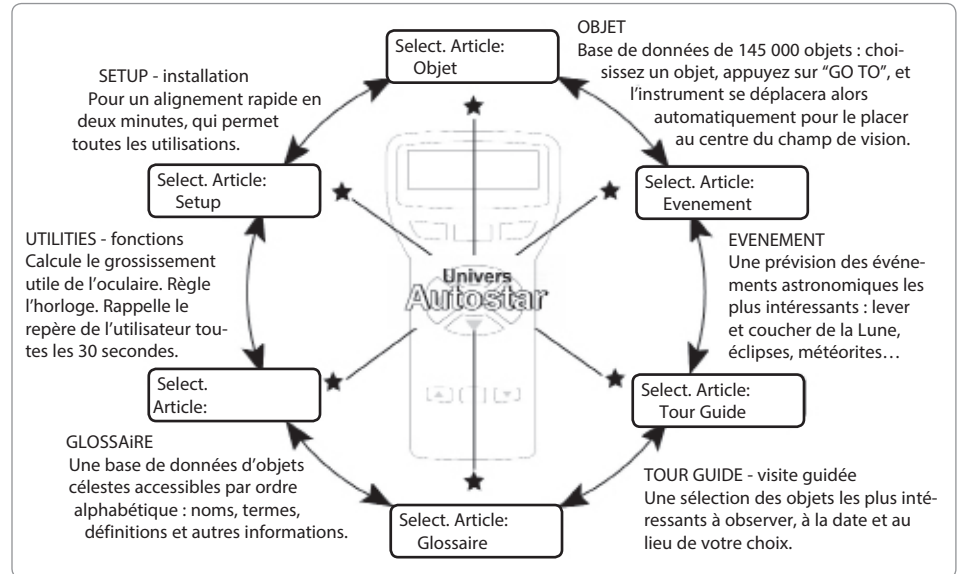 Select. Article:
Objet
OBJET
Base de données de 145 000 objets : choi-
sissez un objet, appuyez sur “GO TO”, et
l’instrument se déplacera alors
automatiquement pour le placer
au centre du champ de vision.
SETUP - installation
Pour un alignement rapide en
deux minutes, qui permet
toutes les utilisations.
Select. Article:
Setup
Select. Article:
Evenement
UTILITIES - fonctions
Calcule le grossissement
utile de l’oculaire. Règle
l’horloge. Rappelle le
repère de l’utilisateur tou-
tes les 30 secondes.
Univers
Autostar
EVENEMENT
Une prévision des événe-
ments astronomiques les
plus intéressants : lever
et coucher de la Lune,
éclipses, météorites…
Select.
Article:
Select. Article:
Tour Guide
GLOSSAiRE
Une base de données d’objets
célestes accessibles par ordre
alphabétique : noms, termes,
définitions et autres informations.
TOUR GUIDE - visite guidée
Une sélection des objets les plus inté-
ressants à observer, à la date et au
lieu de votre choix.
Select. Article:
Glossaire